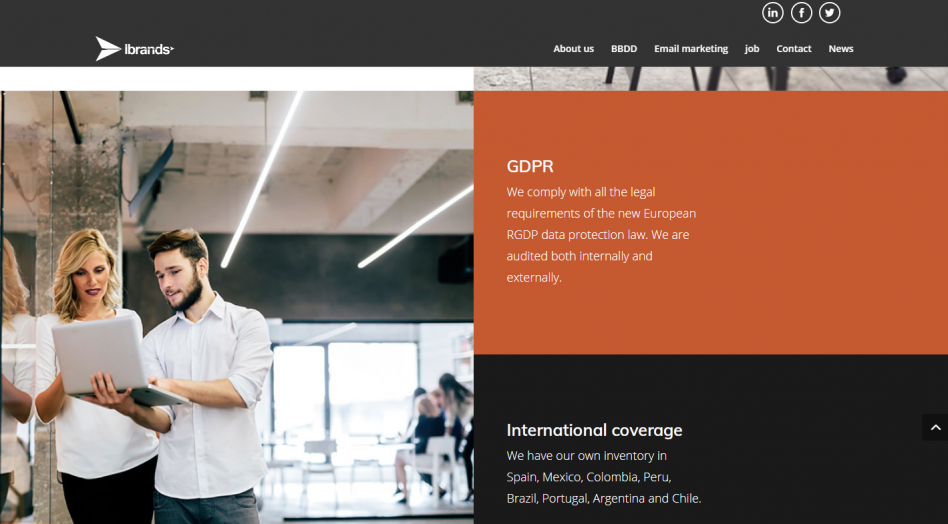 in
f
Ibrands
About us BBDD Email marketing job Contact News
GDPR
We comply with all the legal
requirements of the new European
RGDP data protection law. We are
audited both internally and
externally.
International coverage
We have our own inventory in
Spain, Mexico, Colombia, Peru,
Brazil, Portugal, Argentina and Chile.